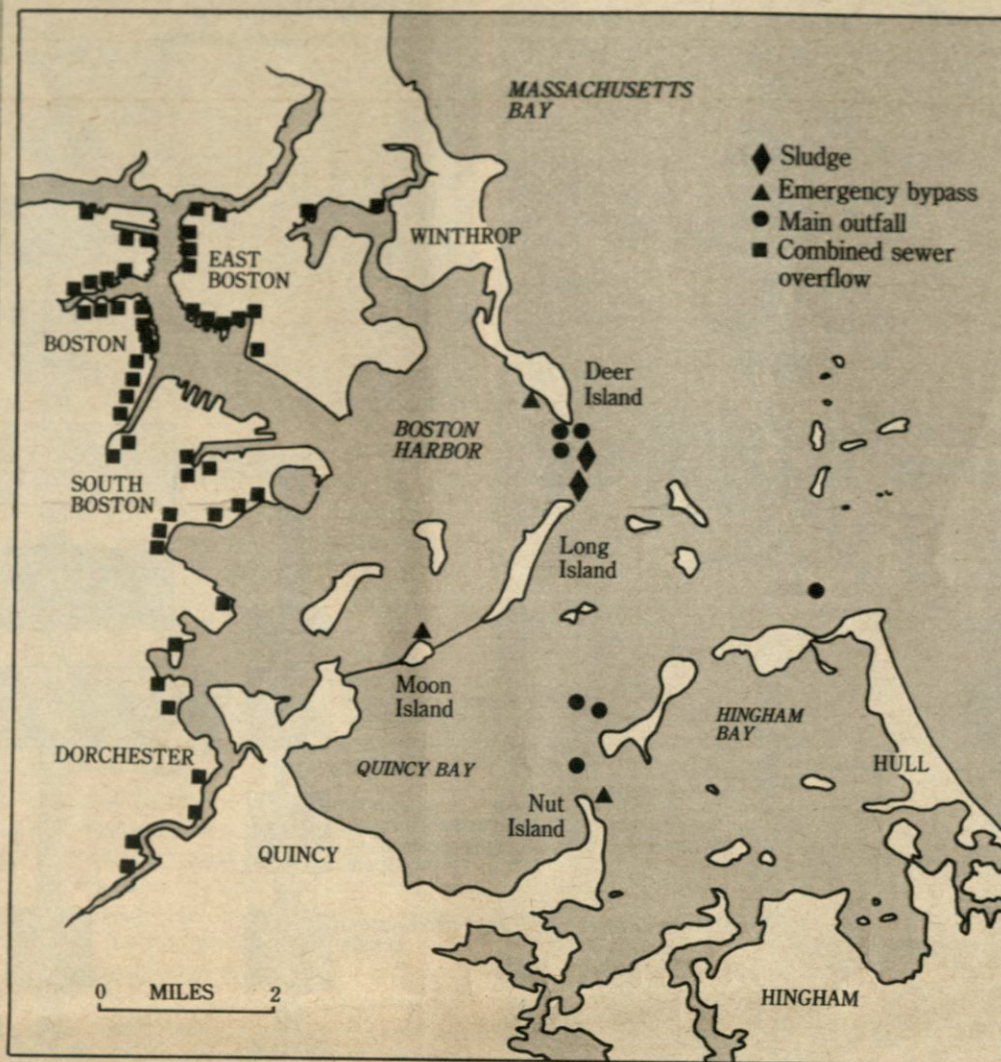 MASSACHUSETTS
BAY
Sludge
Emergency bypass
Main outfall
Combined sewer
overflow
WINTHROP
EAST
BOSTON
BOSTON
Deer
Island
BOSTON
HARBOR
SOUTH
BOSTON
Long
Island
Moon
Island
HINGHAM
BAY
DORCHESTER
QUINCY BAY
HULL
Nut
Island
QUINCY
0 MILES 2
HINGHAM